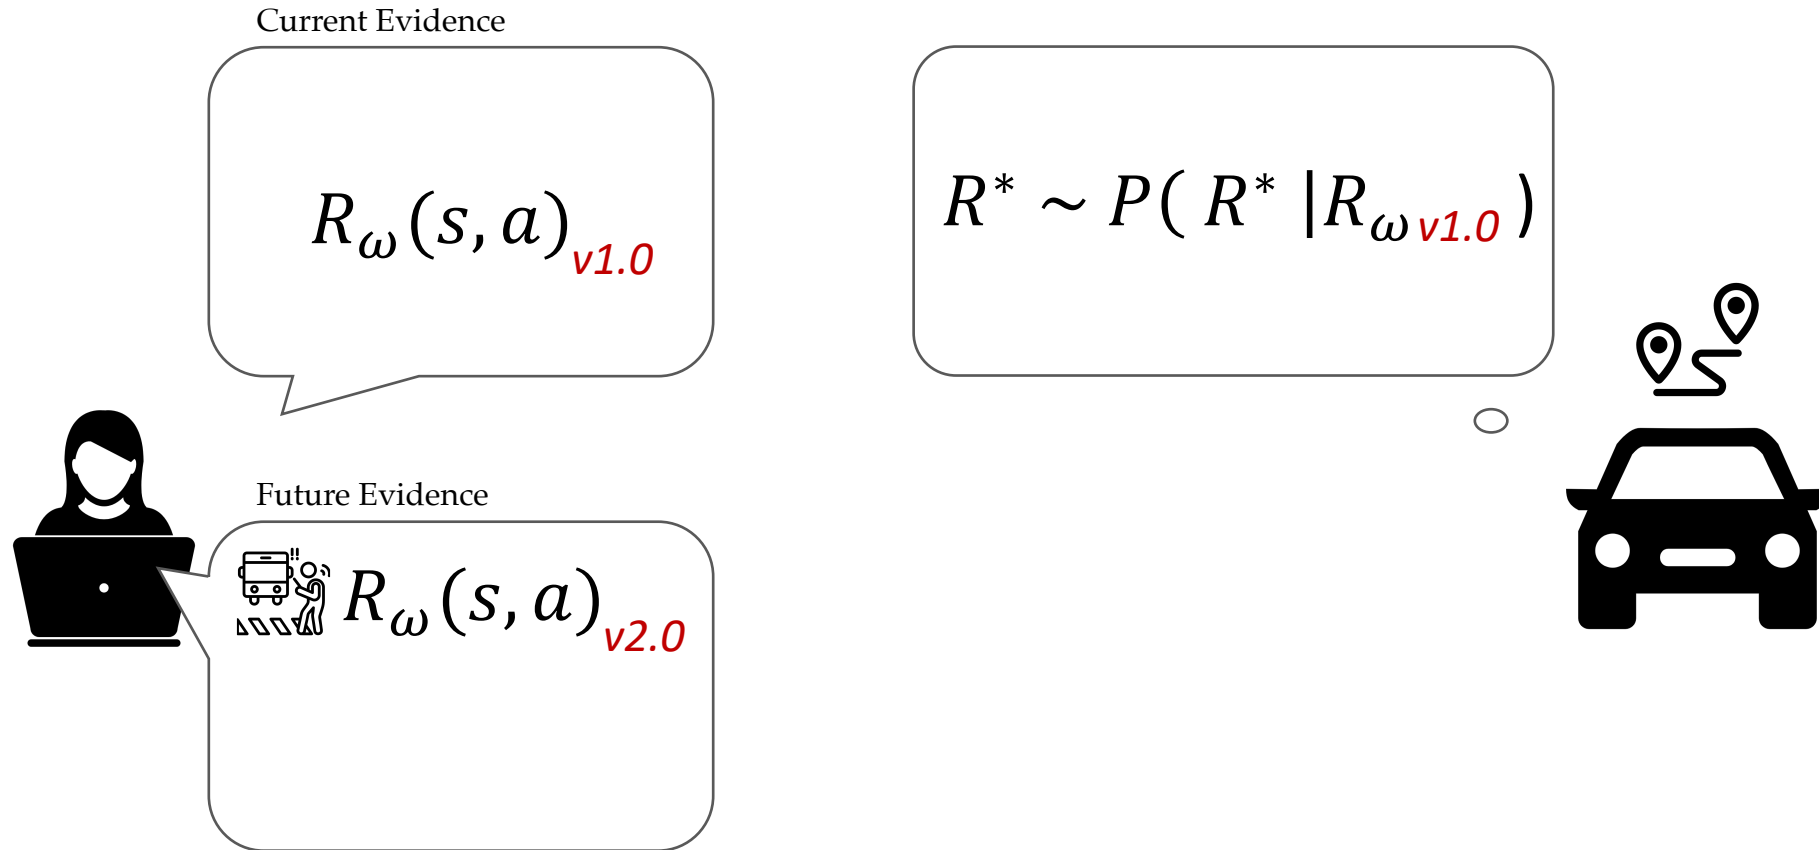 Current Evidence
R_ω(s, a)_v1.0
R* ~ P( R* |R_ω v1.0 )
Future Evidence
!!
R_ω(s, a)_v2.0